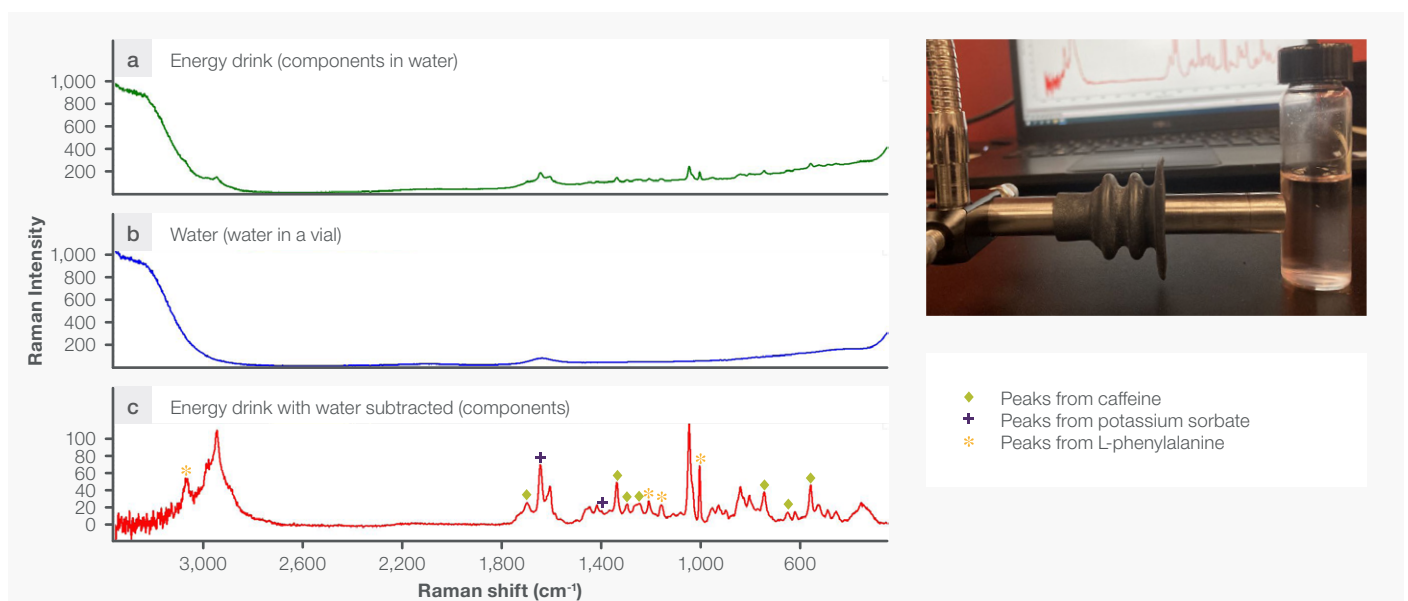 a
Energy drink (components in water)
1,000
800
600
400
200
b
Water (water in a vial)
1,000
800
600
400
200
c
Energy drink with water subtracted (components)
100
80
60
40
20
0
Raman Intensity
3,000 2,600 2,200 1,800 1,400 1,000 600
Raman shift (cm⁻¹)
Peaks from caffeine
Peaks from potassium sorbate
Peaks from L-phenylalanine